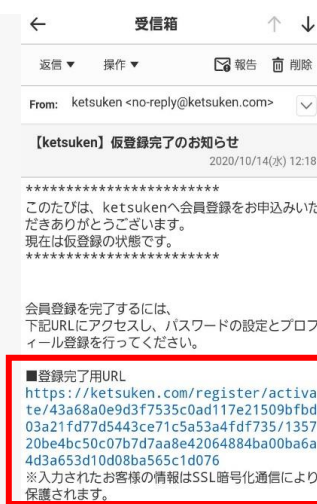 受信箱
返信 ▼ 操作 ▼ 報告 削除
From: ketsuken <no-reply@ketsuken.com>
【ketsuken】仮登録完了のお知らせ
2020/10/14(水) 12:18
************************
このたびは、ketsukenへ会員登録をお申込みいた
だきありがとうございます。
現在は仮登録の状態です。
************************
会員登録を完了するには、
下記URLにアクセスし、パスワードの設定とプロフ
ィール登録を行ってください。
■登録完了用URL
https://ketsuken.com/register/activa
te/43a68a0e9d3f7535c0ad117e21509bfbd
03a21fd77d5443ce71c5a53a4fdf735/1357
20be4bc50c07b7d7aa8e42064884ba00ba6a
4d3a653d10d08ba565c1d076
※入力されたお客様の情報はSSL暗号化通信により
保護されます。